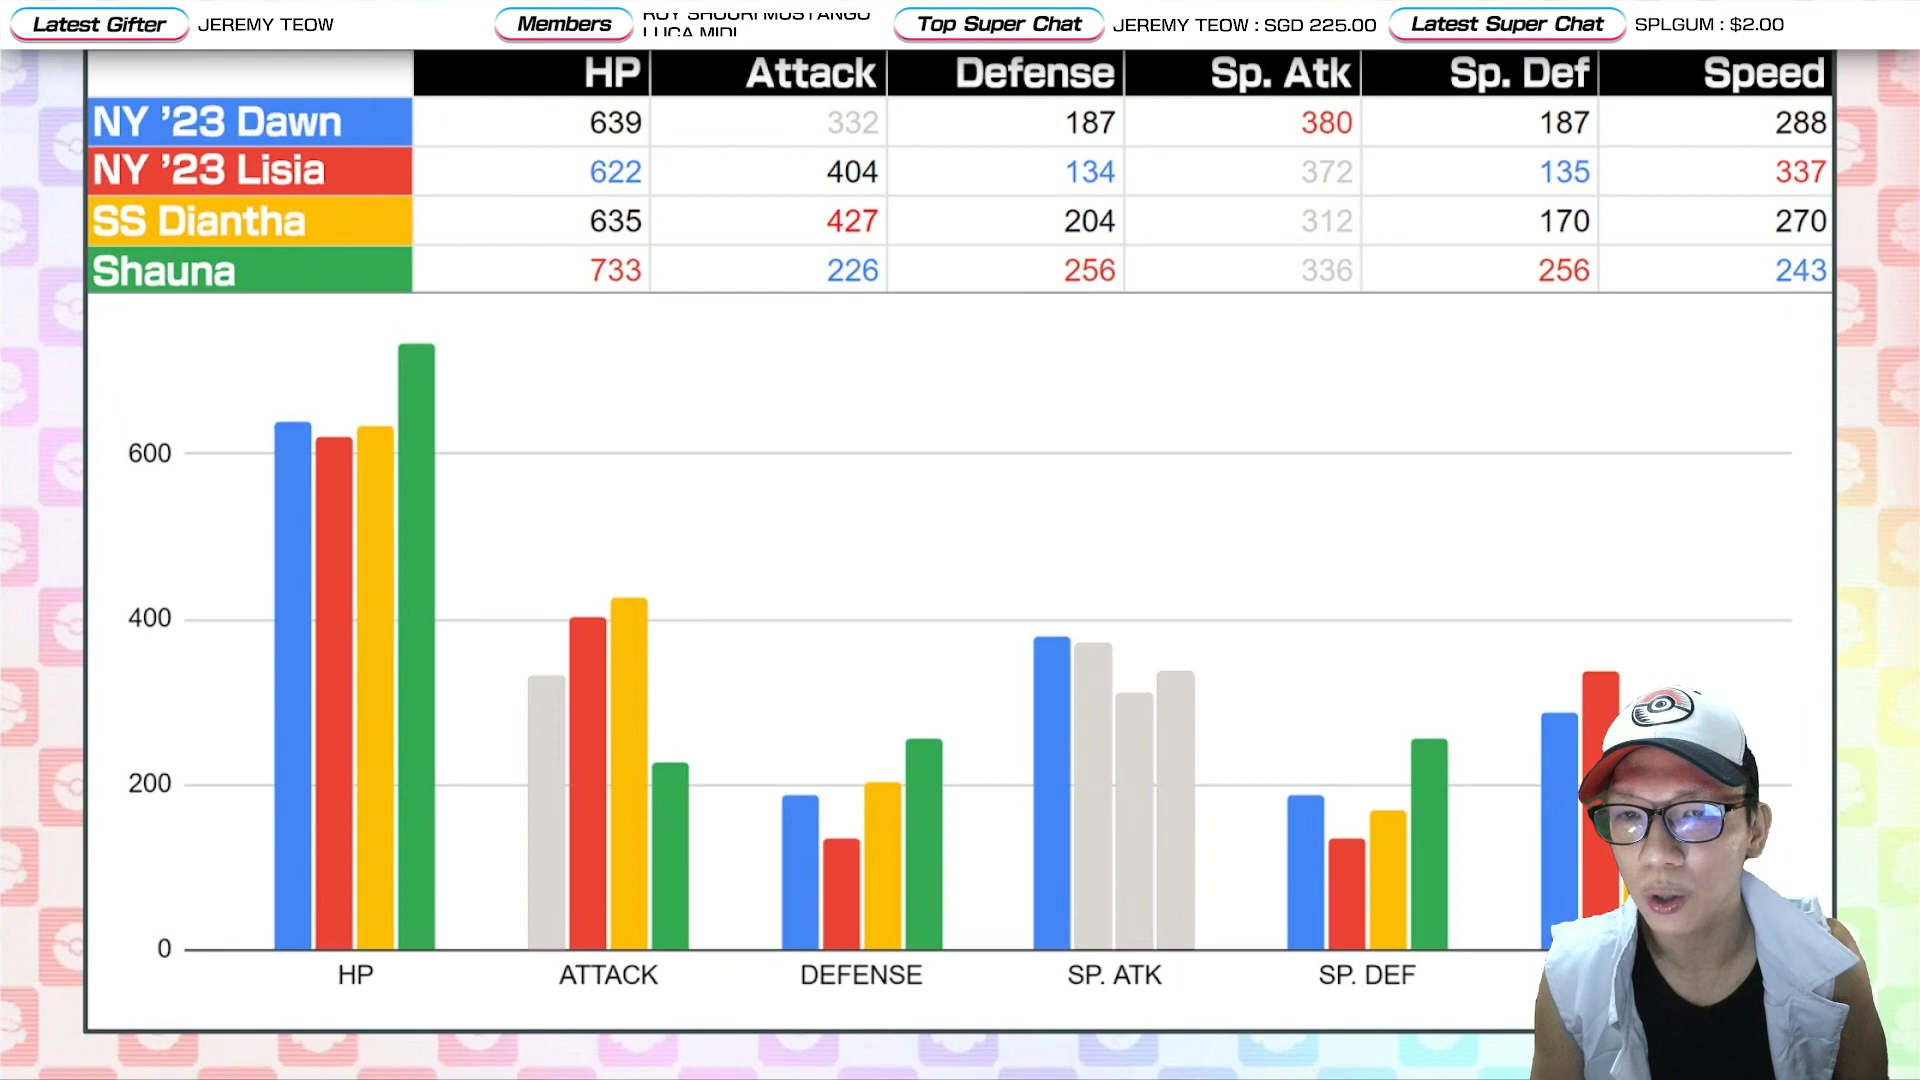 Latest Gifter JEREMY TEOW Members Top Super Chat JEREMY TEOW : SGD 225.00 Latest Super Chat SPLGUM : $2.00
HP Attack Defense Sp. Atk Sp. Def Speed
NY ’23 Dawn 639 332 187 380 187 288
NY ’23 Lisia 622 404 134 372 135 337
SS Diantha 635 427 204 312 170 270
Shauna 733 226 256 336 256 243
600
400
200
0
HP ATTACK DEFENSE SP. ATK SP. DEF